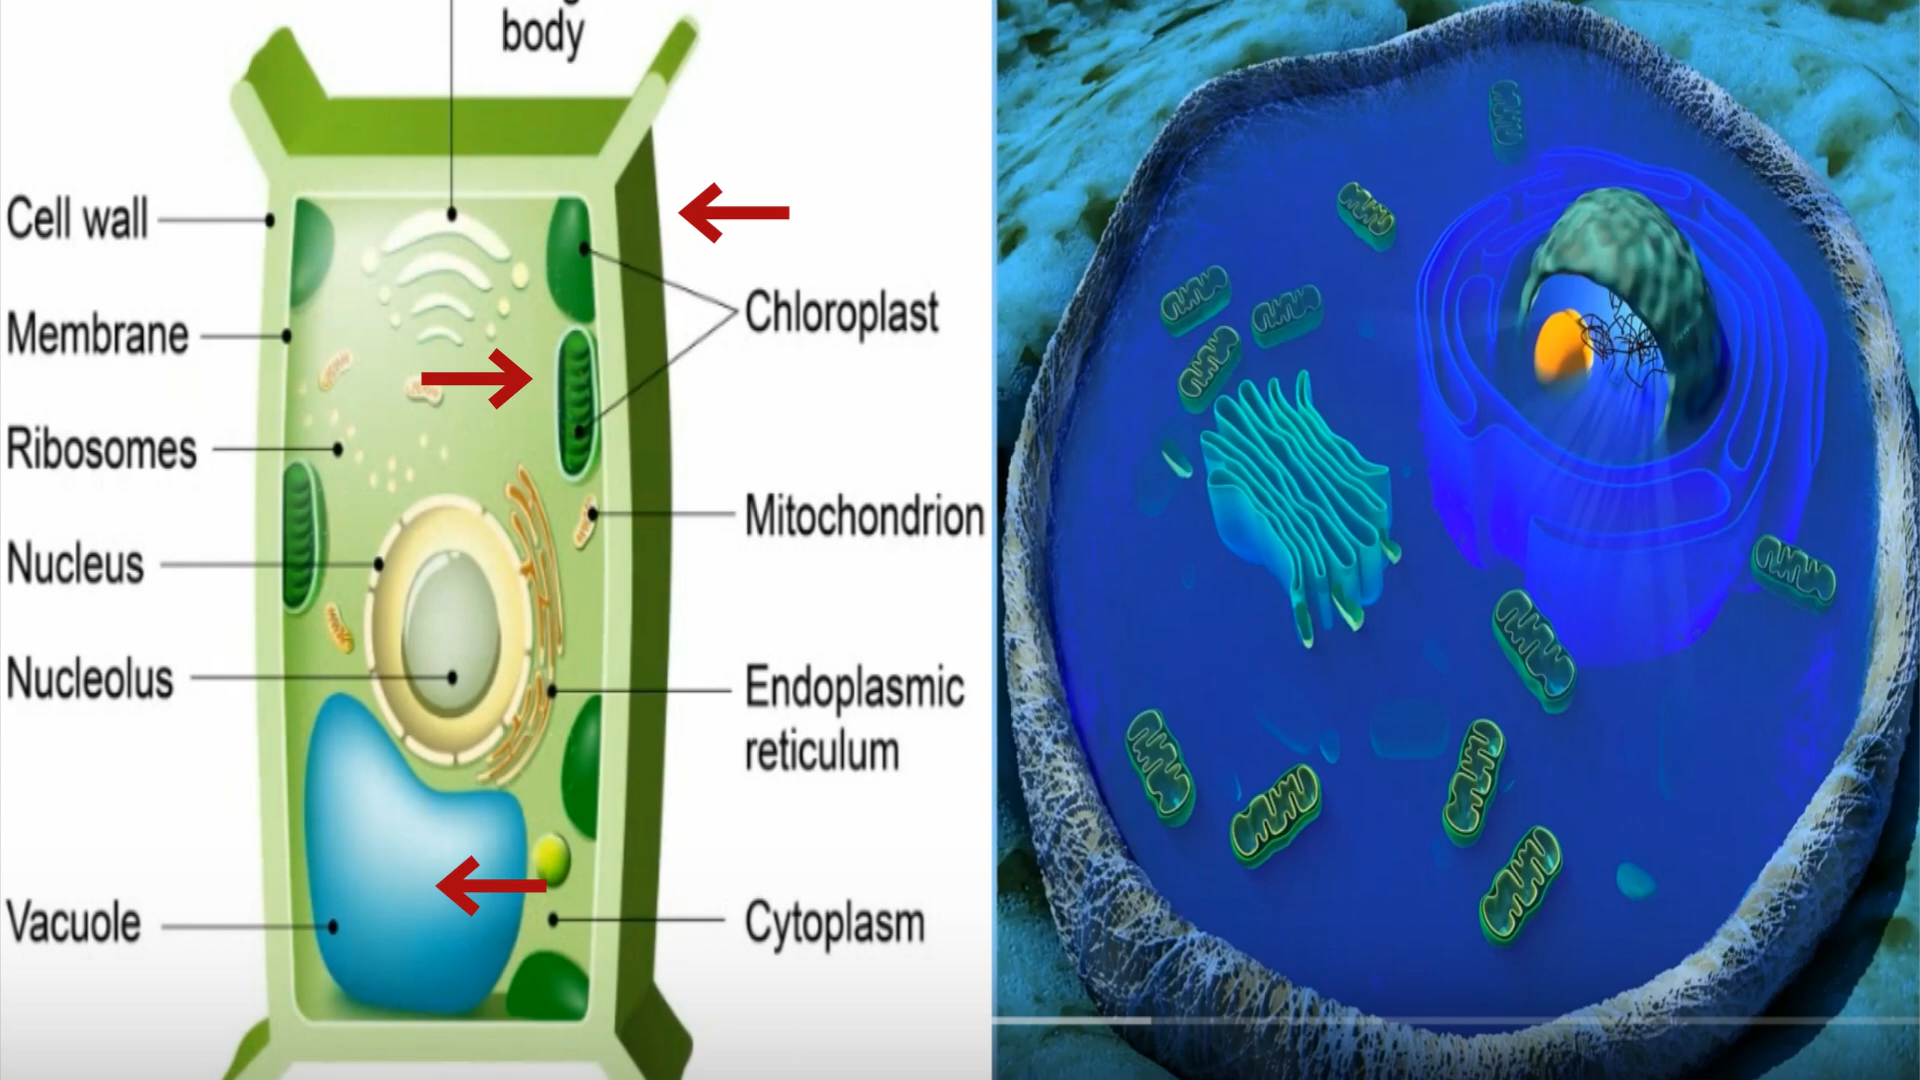 body
Cell wall
Membrane
Ribosomes
Nucleus
Nucleolus
Vacuole
Chloroplast
Mitochondrion
Endoplasmic
reticulum
Cytoplasm